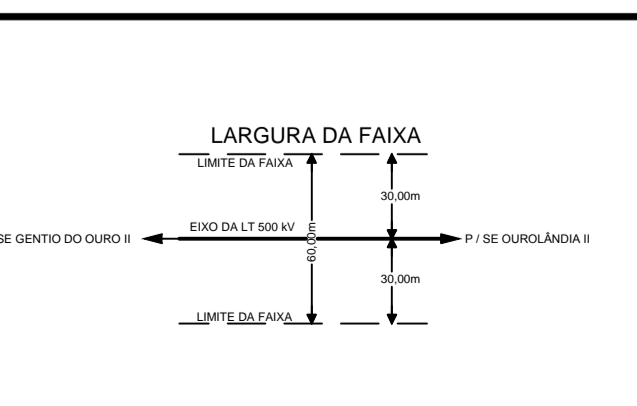 LARGURA DA FAIXA
LIMITE DA FAIXA
30,00m
EIXO DA LT 500 kV
60,00m
SE GENTIO DO OURO II
P / SE OUROLÂNDIA II
30,00m
LIMITE DA FAIXA